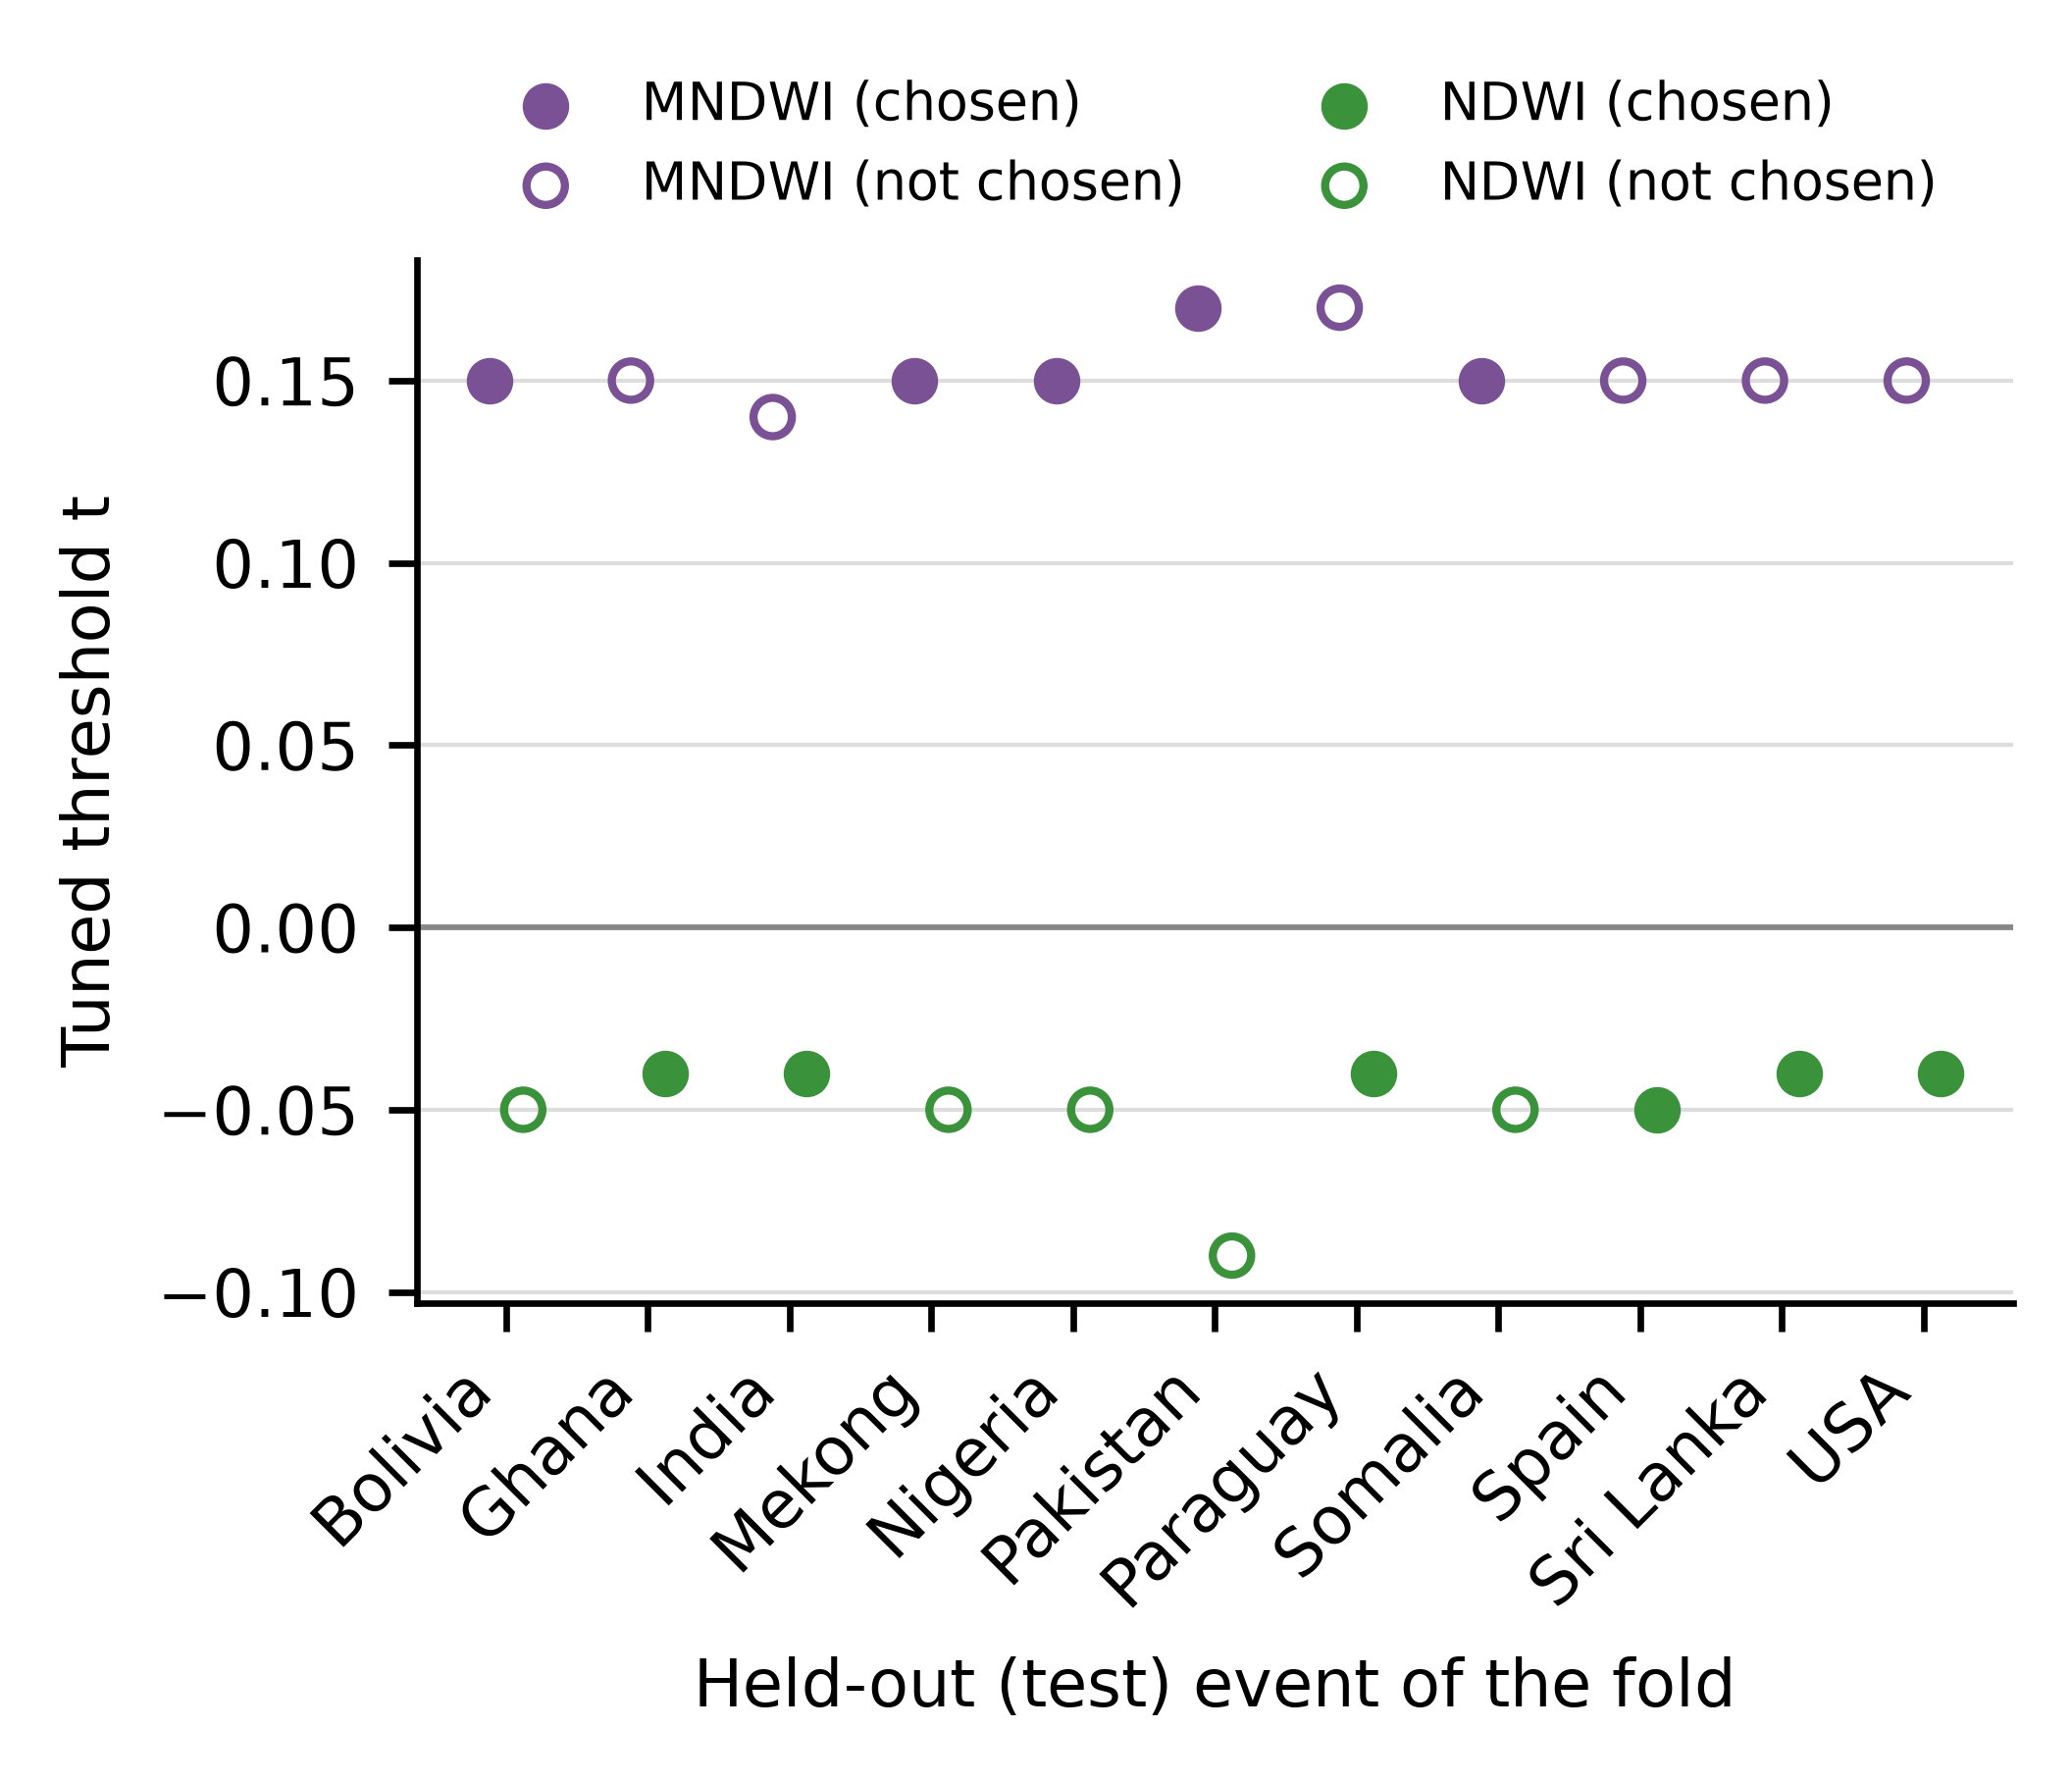 MNDWI (chosen)
NDWI (chosen)
MNDWI (not chosen)
NDWI (not chosen)
Tuned threshold t
0.15
0.10
0.05
0.00
−0.05
−0.10
Bolivia
Ghana
India
Mekong
Nigeria
Pakistan
Paraguay
Somalia
Spain
Sri Lanka
USA
Held-out (test) event of the fold